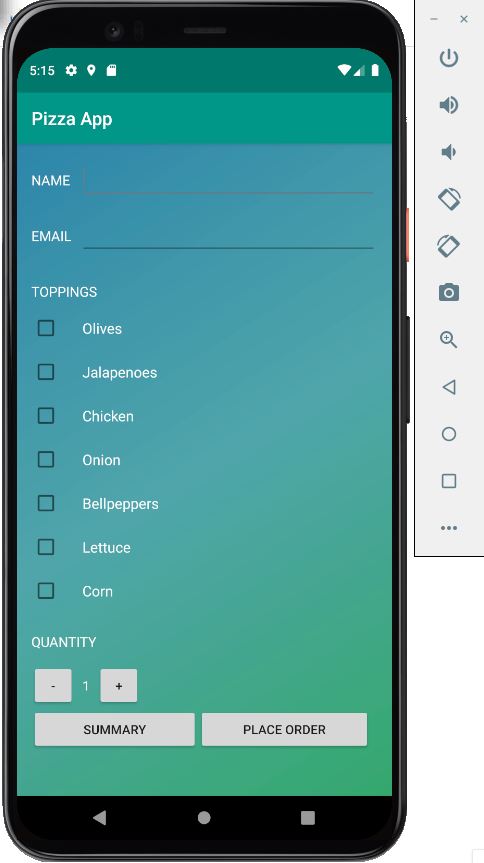 5:15
Pizza App
NAME
EMAIL
TOPPINGS
Olives
Jalapenoes
Chicken
Onion
Bellpeppers
Lettuce
Corn
QUANTITY
- 1 +
SUMMARY PLACE ORDER